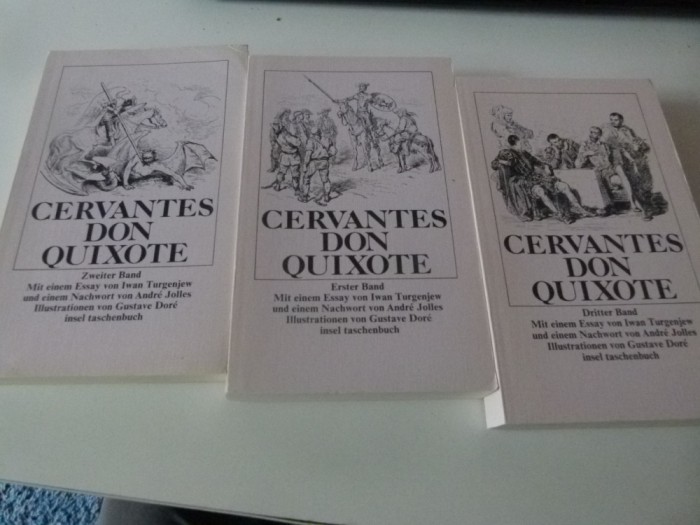 CERVANTES
DON
QUIXOTE
Zweiter Band
Mit einem Essay von Iwan Turgenjew
und einem Nachwort von André Jolles
Illustrationen von Gustave Doré
insel taschenbuch
CERVANTES
DON
QUIXOTE
Erster Band
Mit einem Essay von Iwan Turgenjew
und einem Nachwort von André Jolles
Illustrationen von Gustave Doré
insel taschenbuch
CERVANTES
DON
QUIXOTE
Dritter Band
Mit einem Essay von Iwan Turgenjew
und einem Nachwort von André Jolles
Illustrationen von Gustave Doré
insel taschenbuch